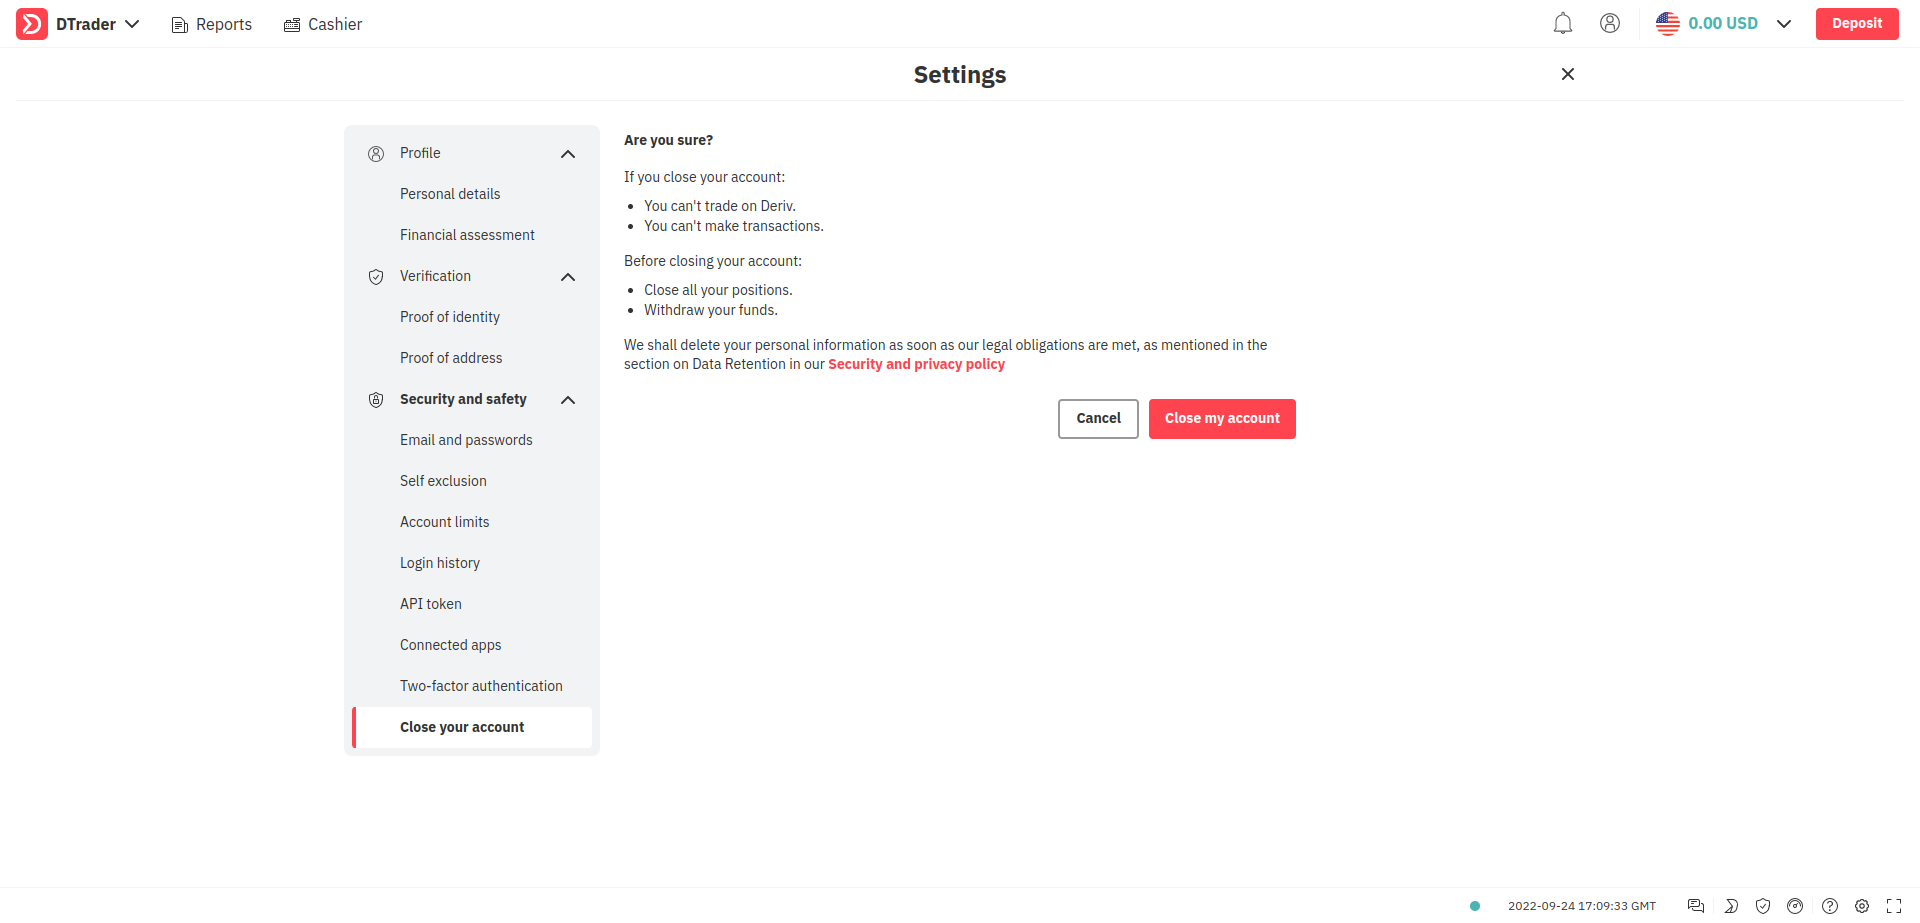 DTrader Reports Cashier 0.00 USD Deposit
Settings
Profile
Personal details
Financial assessment
Verification
Proof of identity
Proof of address
Security and safety
Email and passwords
Self exclusion
Account limits
Login history
API token
Connected apps
Two-factor authentication
Close your account
Are you sure?
If you close your account:
You can't trade on Deriv.
You can't make transactions.
Before closing your account:
Close all your positions.
Withdraw your funds.
We shall delete your personal information as soon as our legal obligations are met, as mentioned in the
section on Data Retention in our Security and privacy policy
Cancel Close my account
2022-09-24 17:09:33 GMT